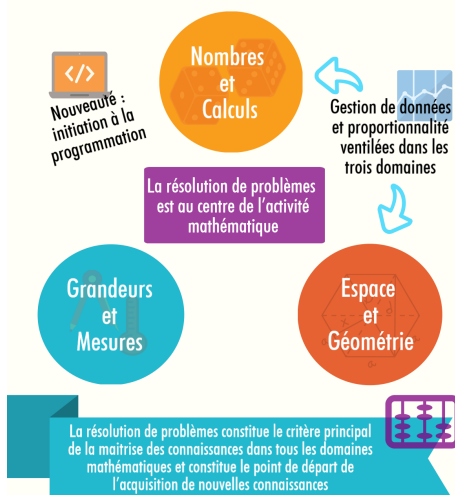 Nombres
et
Calculs
</>
Nouveauté :
initiation à la
programmation
Gestion de données
et proportionnalité
ventilées dans les
trois domaines
La résolution de problèmes
est au centre de l'activité
mathématique
Grandeurs
et
Mesures
Espace
et
Géométrie
La résolution de problèmes constitue le critère principal
de la maitrise des connaissances dans tous les domaines
mathématiques et constitue le point de départ de
l'acquisition de nouvelles connaissances